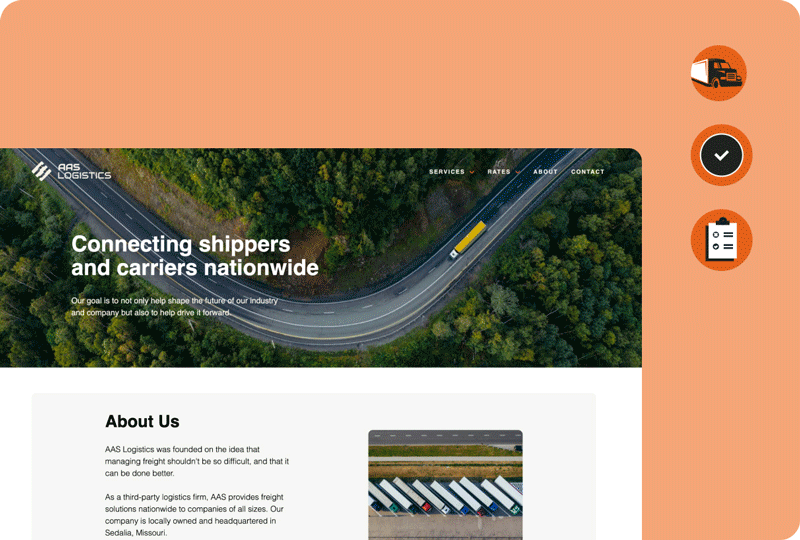 AAS
LOGISTICS
SERVICES RATES ABOUT CONTACT
Connecting shippers
and carriers nationwide
Our goal is to not only help shape the future of our industry
and company but also to help drive it forward.
About Us
AAS Logistics was founded on the idea that
managing freight shouldn't be so difficult, and that it
can be done better.
As a third-party logistics firm, AAS provides freight
solutions nationwide to companies of all sizes. Our
company is locally owned and headquartered in
Sedalia, Missouri.